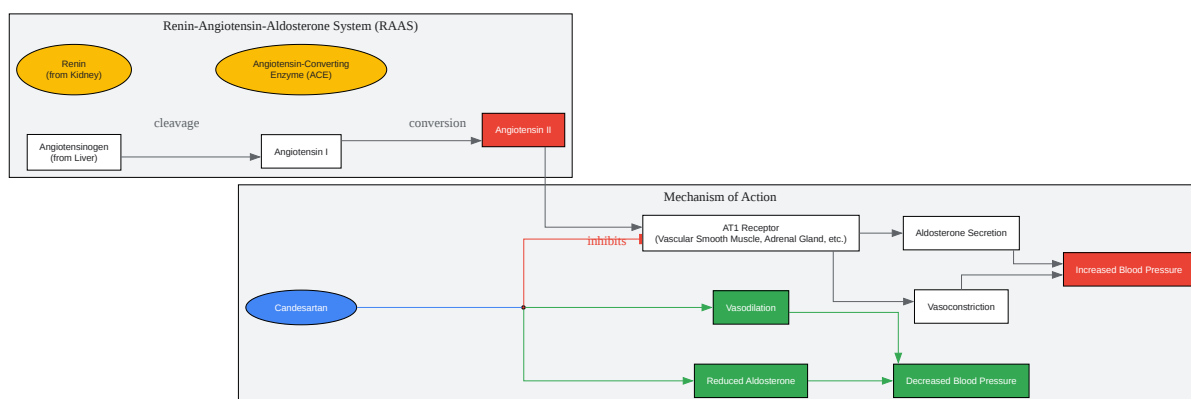 Renin-Angiotensin-Aldosterone System (RAAS)
Renin
(from Kidney)
Angiotensin-Converting
Enzyme (ACE)
cleavage
conversion
Angiotensinogen
(from Liver)
Angiotensin I
Angiotensin II
Mechanism of Action
AT1 Receptor
(Vascular Smooth Muscle, Adrenal Gland, etc.)
inhibits
Aldosterone Secretion
Increased Blood Pressure
Candesartan
Vasodilation
Vasoconstriction
Reduced Aldosterone
Decreased Blood Pressure